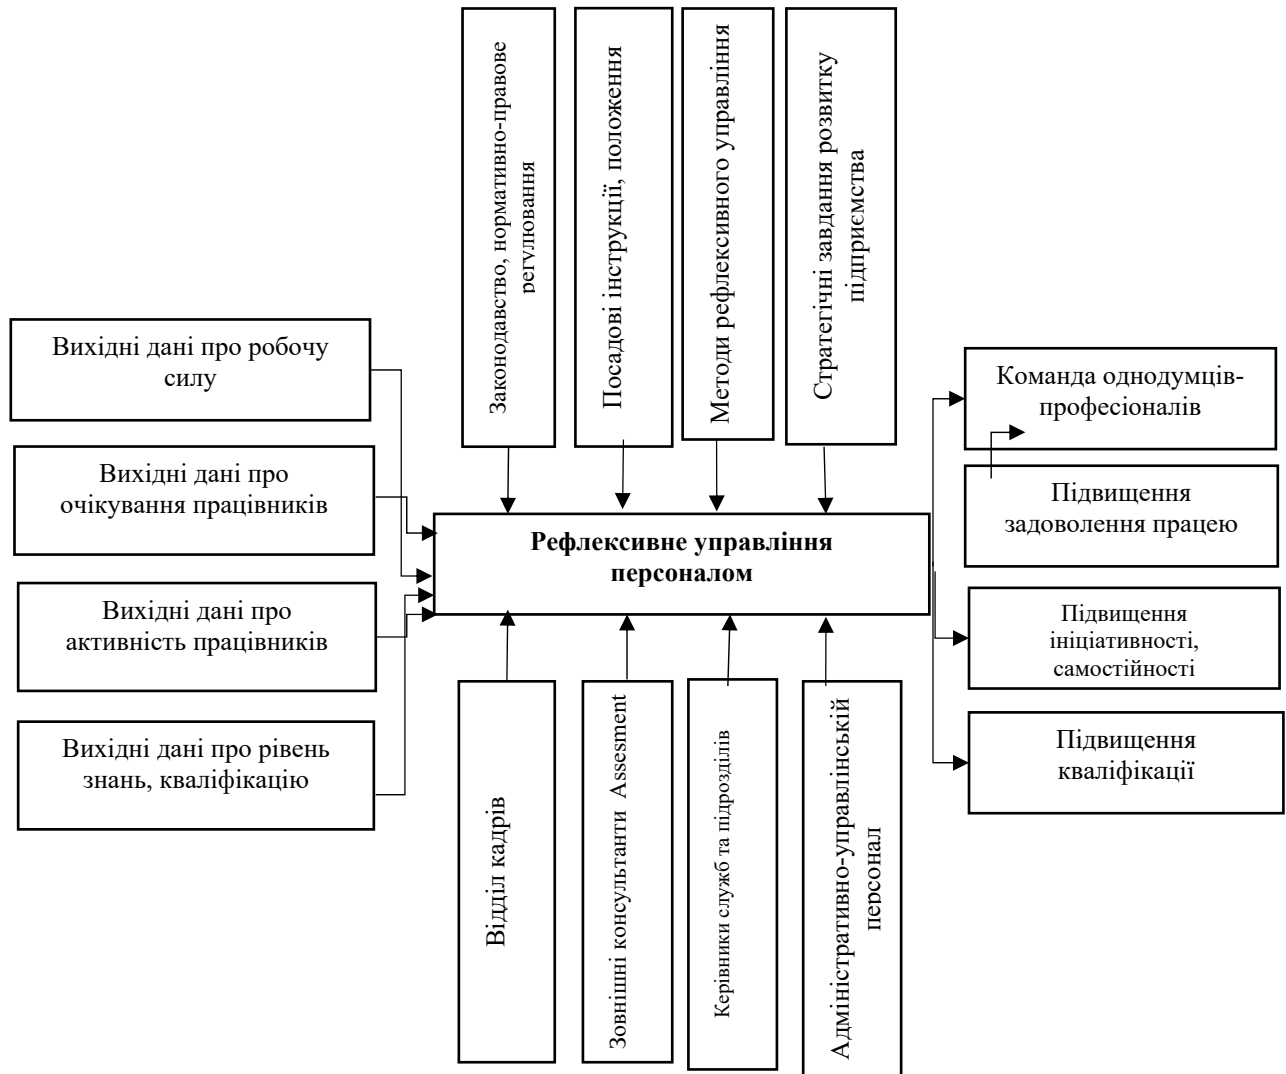 Законодавство, нормативно-правове
регулювання
Посадові інструкції, положення
Методи рефлексивного управління
Стратегічні завдання розвитку
підприємства
Вихідні дані про робочу
силу
Вихідні дані про
очікування працівників
Вихідні дані про
активність працівників
Вихідні дані про рівень
знань, кваліфікацію
Рефлексивне управління
персоналом
Команда однодумців-
професіоналів
Підвищення
задоволення працею
Підвищення
ініціативності,
самостійності
Підвищення
кваліфікації
Відділ кадрів
Зовнішні консультанти Assesment
Керівники служб та підрозділів
Адміністративно-управлінській
персонал